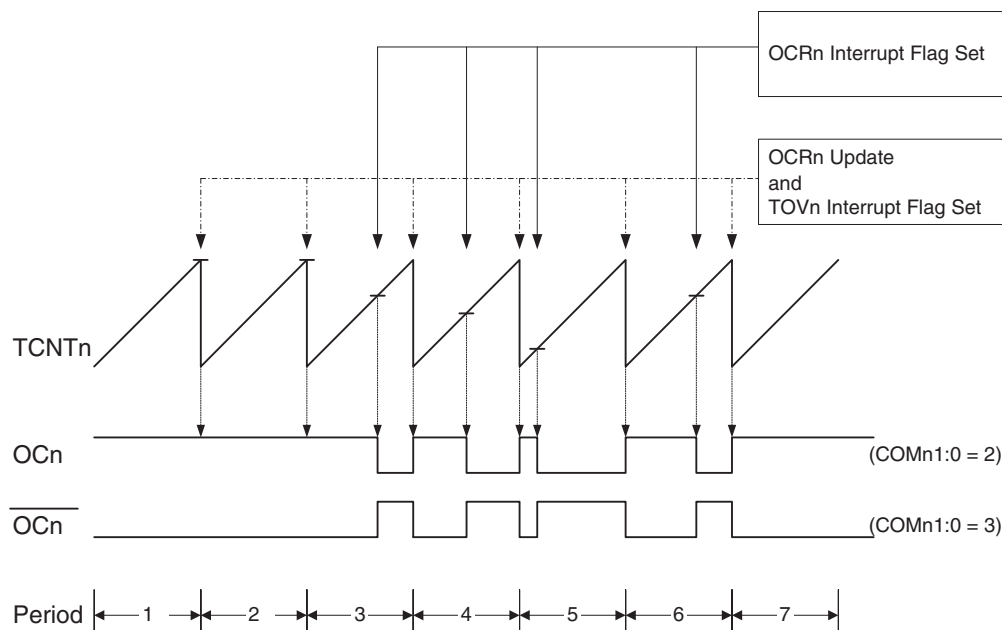 OCRn Interrupt Flag Set
OCRn Update
and
TOVn Interrupt Flag Set
TCNTn
OCn
(COMn1:0 = 2)
OCn
(COMn1:0 = 3)
Period 1 2 3 4 5 6 7